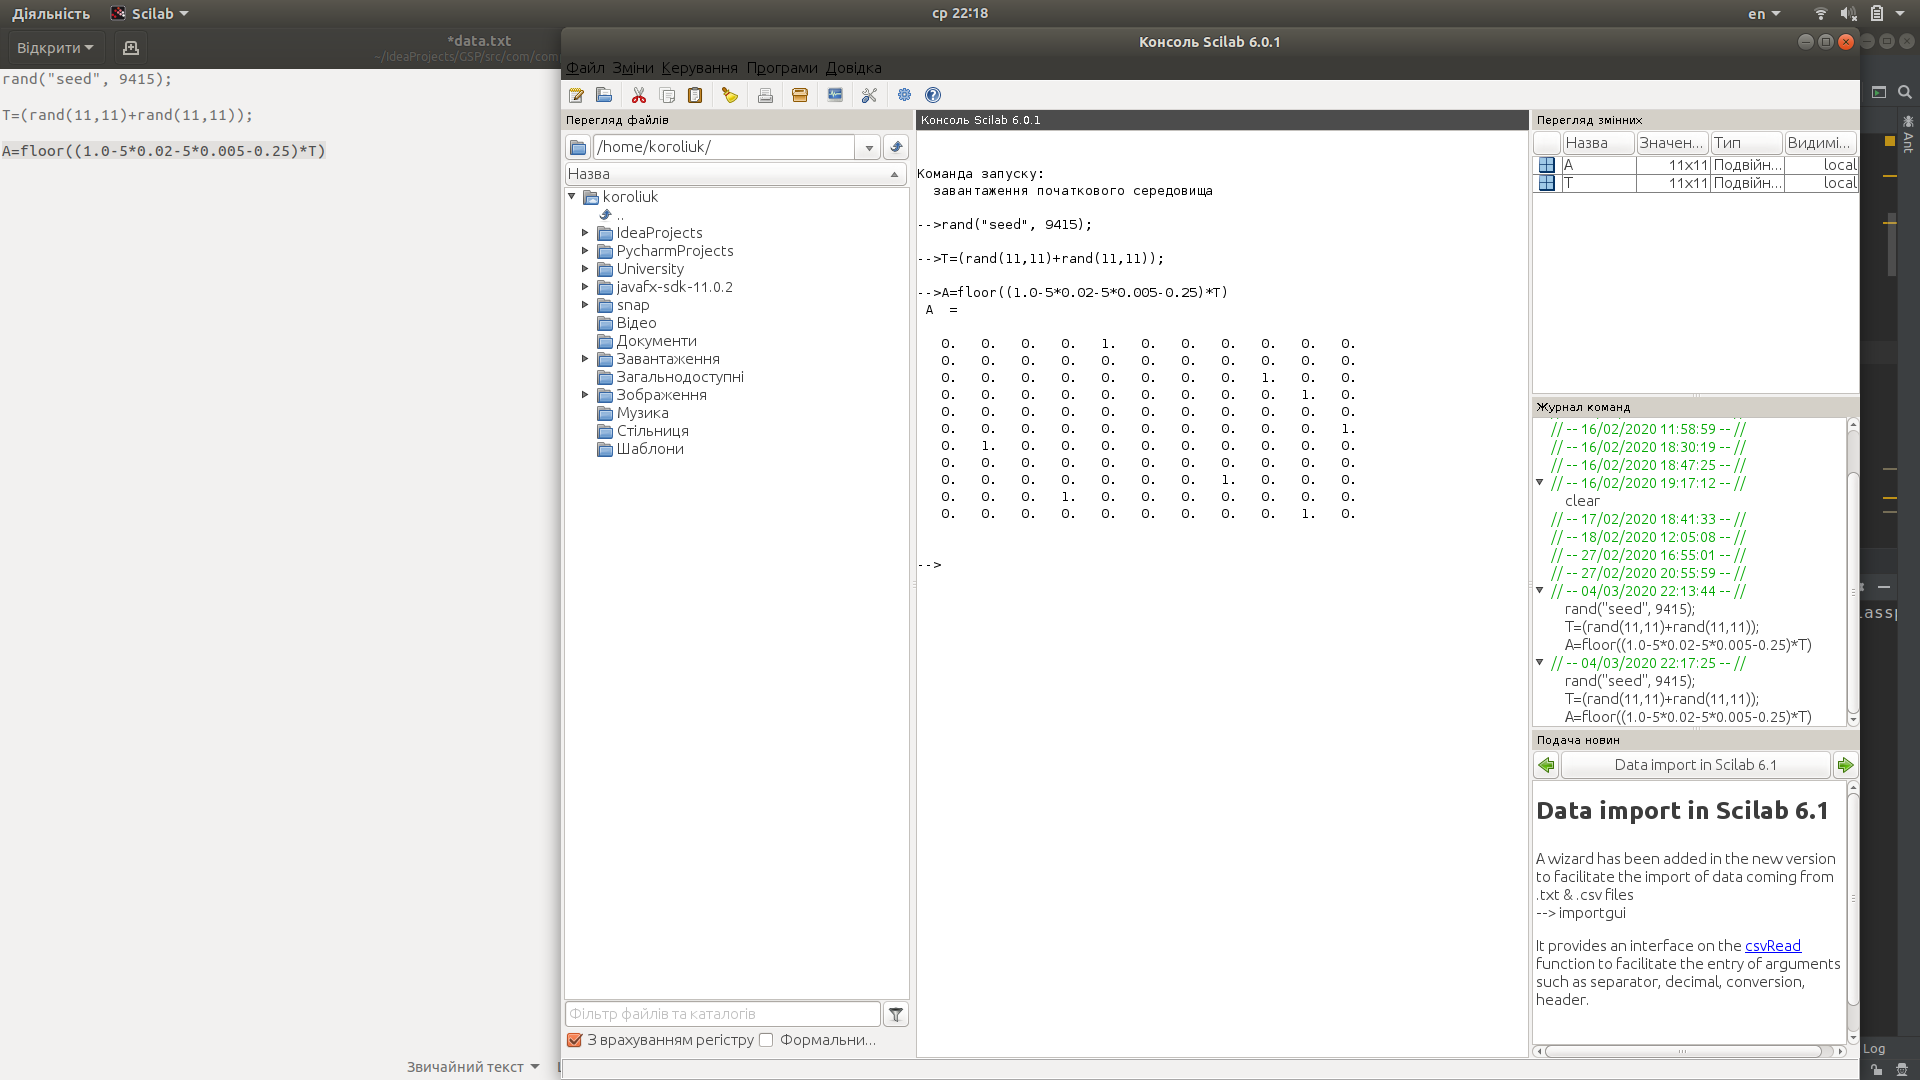 Діяльність
Scilab
ср 22:18
en
Відкрити
*data.txt
~/IdeaProjects/GSP/src/com/com
rand("seed", 9415);
T=(rand(11,11)+rand(11,11));
A=floor((1.0-5*0.02-5*0.005-0.25)*T)
Звичайний текст
Консоль Scilab 6.0.1
Файл Зміни Керування Програми Довідка
Перегляд файлів
/home/koroliuk/
Назва
koroliuk
..
IdeaProjects
PycharmProjects
University
javafx-sdk-11.0.2
snap
Відео
Документи
Завантаження
Загальнодоступні
Зображення
Музика
Стільниця
Шаблони
Фільтр файлів та каталогів
З врахуванням регістру
Формальни...
Консоль Scilab 6.0.1
Команда запуску:
завантаження початкового середовища
-->rand("seed", 9415);
-->T=(rand(11,11)+rand(11,11));
-->A=floor((1.0-5*0.02-5*0.005-0.25)*T)
A =
0. 0. 0. 0. 1. 0. 0. 0. 0. 0. 0.
0. 0. 0. 0. 0. 0. 0. 0. 0. 0. 0.
0. 0. 0. 0. 0. 0. 0. 0. 1. 0. 0.
0. 0. 0. 0. 0. 0. 0. 0. 0. 1. 0.
0. 0. 0. 0. 0. 0. 0. 0. 0. 0. 0.
0. 0. 0. 0. 0. 0. 0. 0. 0. 0. 1.
0. 1. 0. 0. 0. 0. 0. 0. 0. 0. 0.
0. 0. 0. 0. 0. 0. 0. 0. 0. 0. 0.
0. 0. 0. 0. 0. 0. 0. 1. 0. 0. 0.
0. 0. 0. 1. 0. 0. 0. 0. 0. 0. 0.
0. 0. 0. 0. 0. 0. 0. 0. 0. 1. 0.
-->
Перегляд змінних
Назва Значен... Тип Видимі...
A 11x11 Подвійн... local
T 11x11 Подвійн... local
Журнал команд
// -- 16/02/2020 11:58:59 -- //
// -- 16/02/2020 18:30:19 -- //
// -- 16/02/2020 18:47:25 -- //
// -- 16/02/2020 19:17:12 -- //
clear
// -- 17/02/2020 18:41:33 -- //
// -- 18/02/2020 12:05:08 -- //
// -- 27/02/2020 16:55:01 -- //
// -- 27/02/2020 20:55:59 -- //
// -- 04/03/2020 22:13:44 -- //
rand("seed", 9415);
T=(rand(11,11)+rand(11,11));
A=floor((1.0-5*0.02-5*0.005-0.25)*T)
// -- 04/03/2020 22:17:25 -- //
rand("seed", 9415);
T=(rand(11,11)+rand(11,11));
A=floor((1.0-5*0.02-5*0.005-0.25)*T)
Подача новин
Data import in Scilab 6.1
Data import in Scilab 6.1
A wizard has been added in the new version
to facilitate the import of data coming from
.txt & .csv files
--> importgui
It provides an interface on the csvRead
function to facilitate the entry of arguments
such as separator, decimal, conversion,
header.
Ant
assp
Log